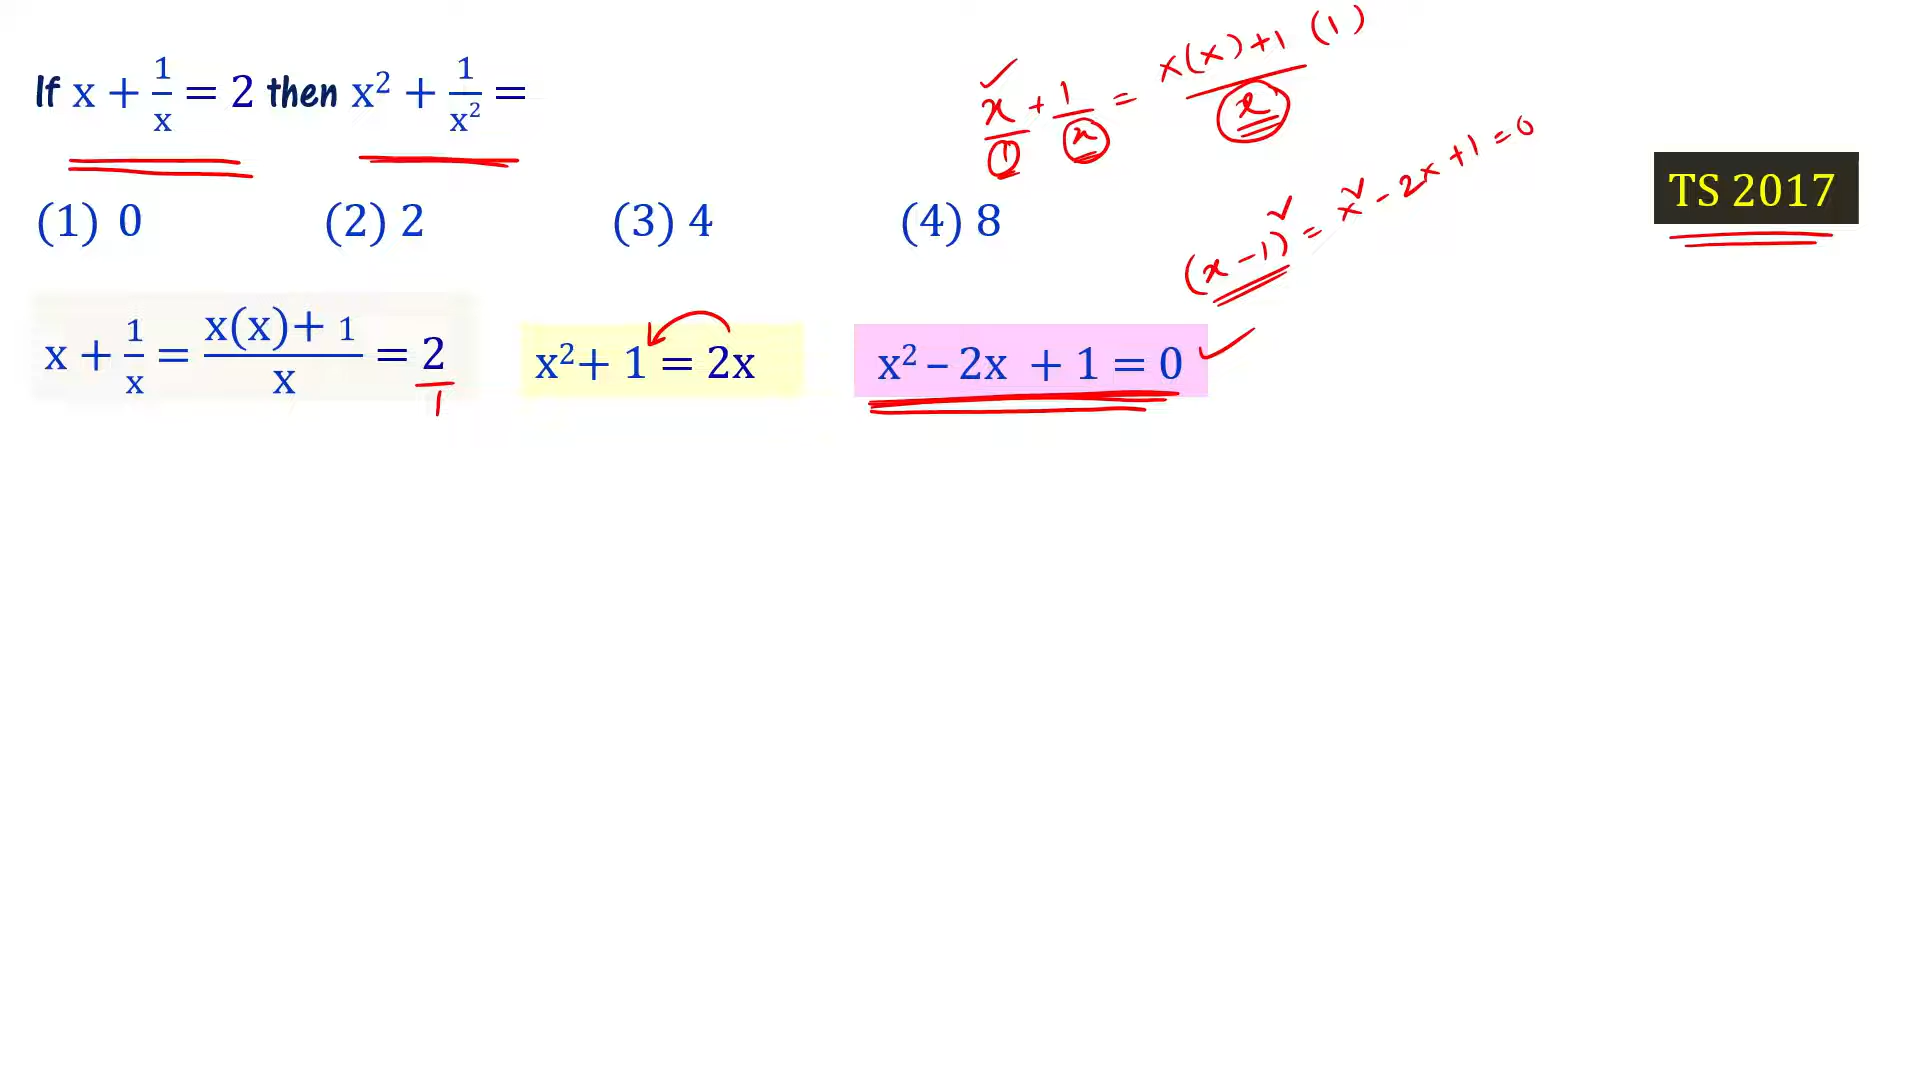 If x + 1/x = 2 then x² + 1/x² =
x/1 + 1/x = x(x)+1(1)/x
(x-1)² = x² - 2x + 1 = 0
TS 2017
(1) 0 (2) 2 (3) 4 (4) 8
x + 1/x = x(x)+ 1/x = 2/1
x²+ 1 = 2x
x² – 2x + 1 = 0